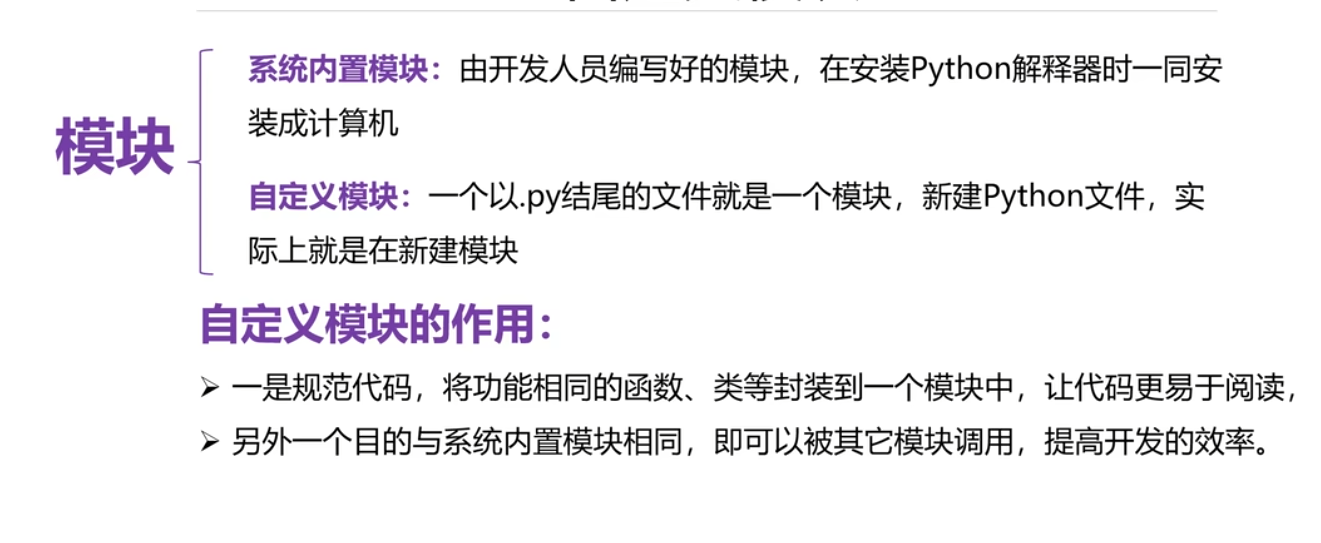 模块
系统内置模块：由开发人员编写好的模块，在安装Python解释器时一同安
装成计算机
自定义模块：一个以.py结尾的文件就是一个模块，新建Python文件，实
际上就是在新建模块
自定义模块的作用：
➢ 一是规范代码，将功能相同的函数、类等封装到一个模块中，让代码更易于阅读，
➢ 另外一个目的与系统内置模块相同，即可以被其它模块调用，提高开发的效率。